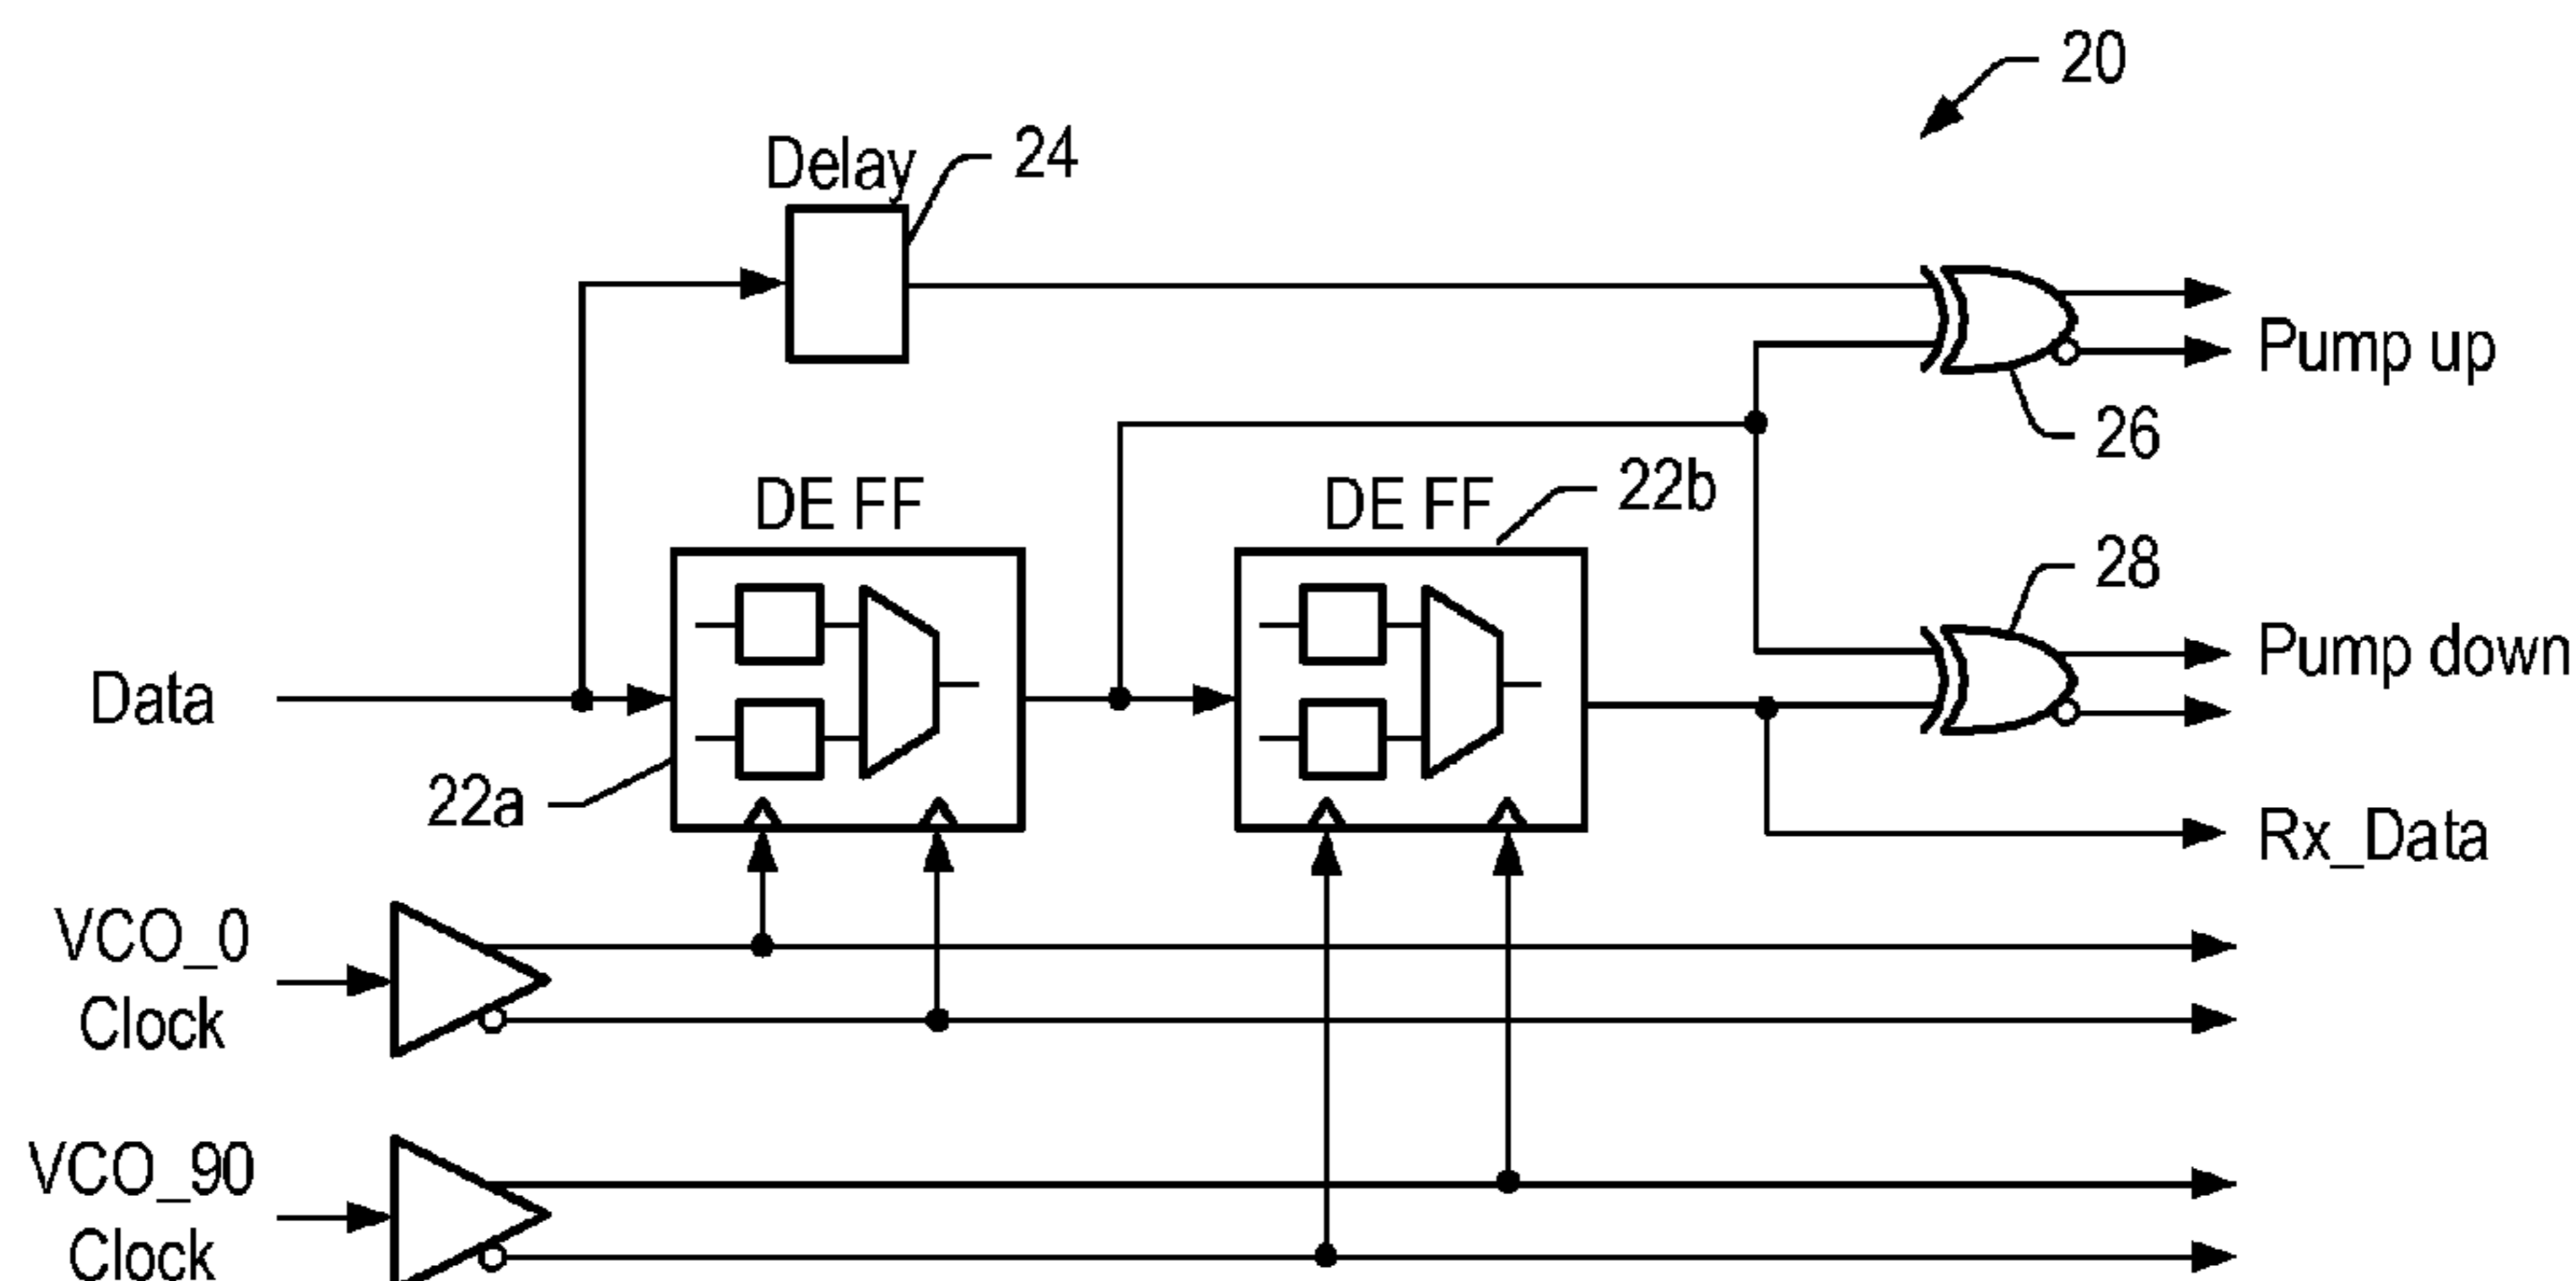 20
Delay
24
Pump up
26
DE FF
DE FF
22b
28
Pump down
Data
22a
Rx_Data
VCO_0
Clock
VCO_90
Clock